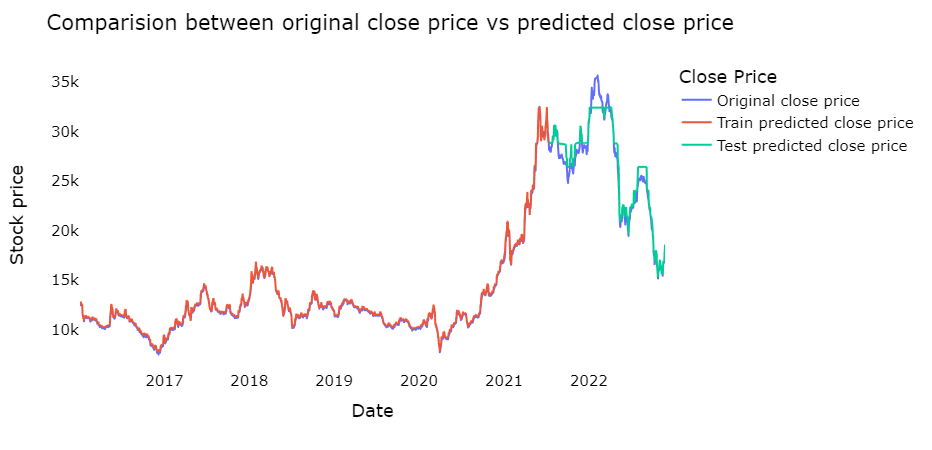 Comparision between original close price vs predicted close price
Close Price
Original close price
Train predicted close price
Test predicted close price
Stock price
35k
30k
25k
20k
15k
10k
2017 2018 2019 2020 2021 2022
Date